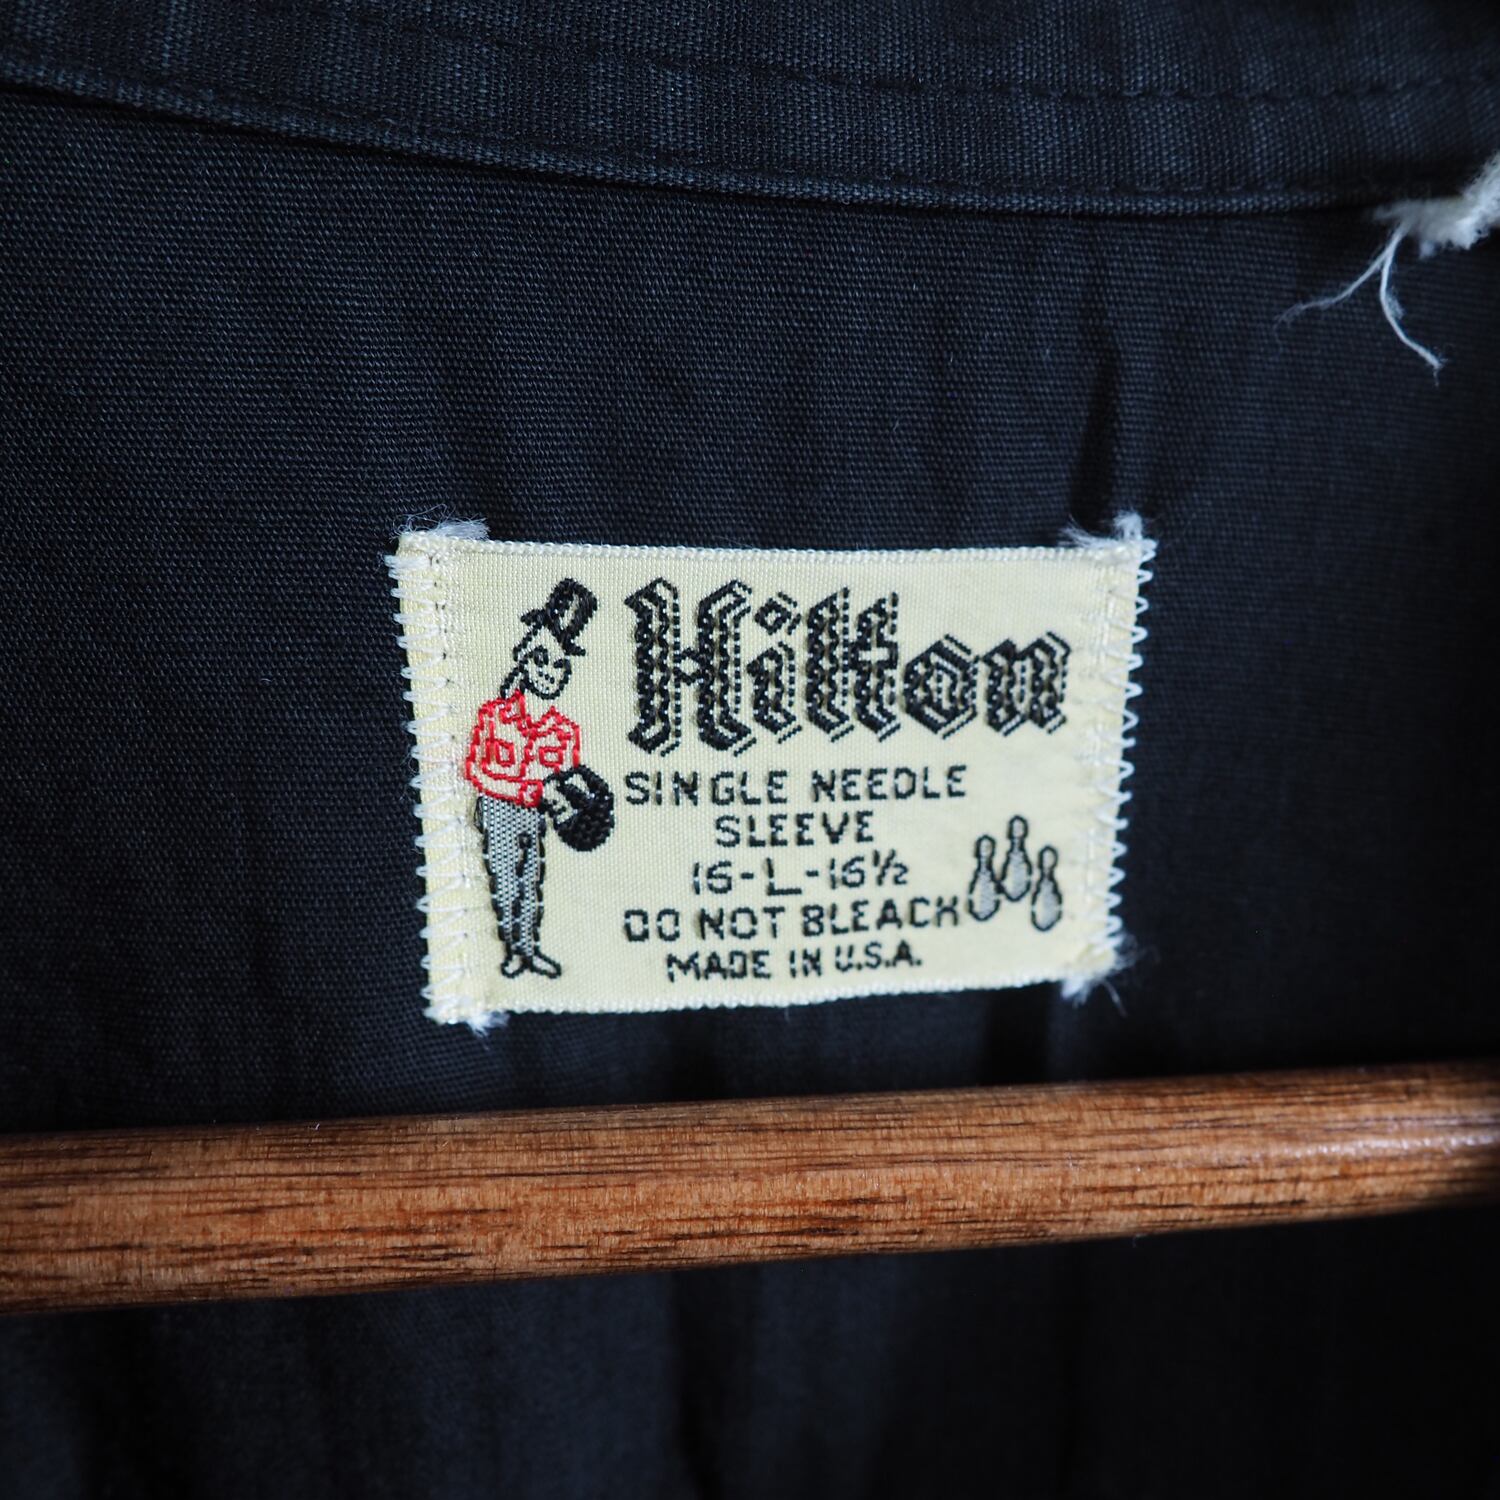 Hilton
SINGLE NEEDLE
SLEEVE
16-L-16½
DO NOT BLEACH
MADE IN U.S.A.